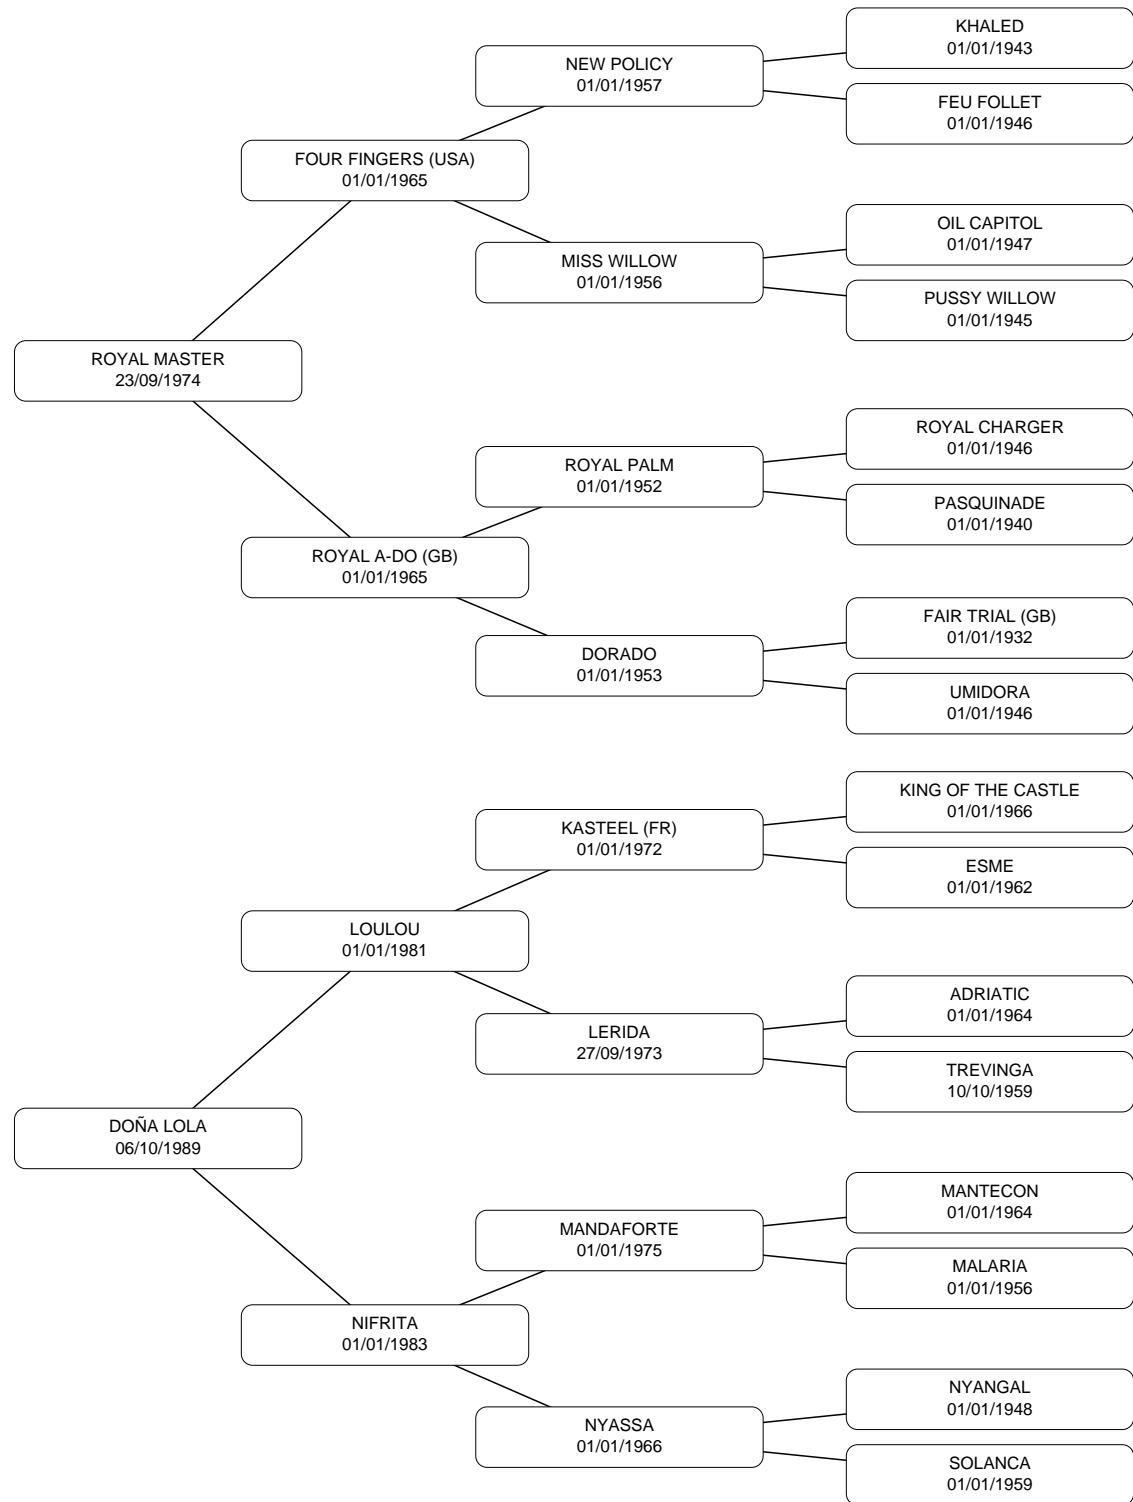 KHALED
01/01/1943
NEW POLICY
01/01/1957
FEU FOLLET
01/01/1946
FOUR FINGERS (USA)
01/01/1965
OIL CAPITOL
01/01/1947
MISS WILLOW
01/01/1956
PUSSY WILLOW
01/01/1945
ROYAL MASTER
23/09/1974
ROYAL CHARGER
01/01/1946
ROYAL PALM
01/01/1952
PASQUINADE
01/01/1940
ROYAL A-DO (GB)
01/01/1965
FAIR TRIAL (GB)
01/01/1932
DORADO
01/01/1953
UMIDORA
01/01/1946
KING OF THE CASTLE
01/01/1966
KASTEEL (FR)
01/01/1972
ESME
01/01/1962
LOULOU
01/01/1981
ADRIATIC
01/01/1964
LERIDA
27/09/1973
TREVINGA
10/10/1959
DOÑA LOLA
06/10/1989
MANTECON
01/01/1964
MANDAFORTE
01/01/1975
MALARIA
01/01/1956
NIFRITA
01/01/1983
NYANGAL
01/01/1948
NYASSA
01/01/1966
SOLANCA
01/01/1959